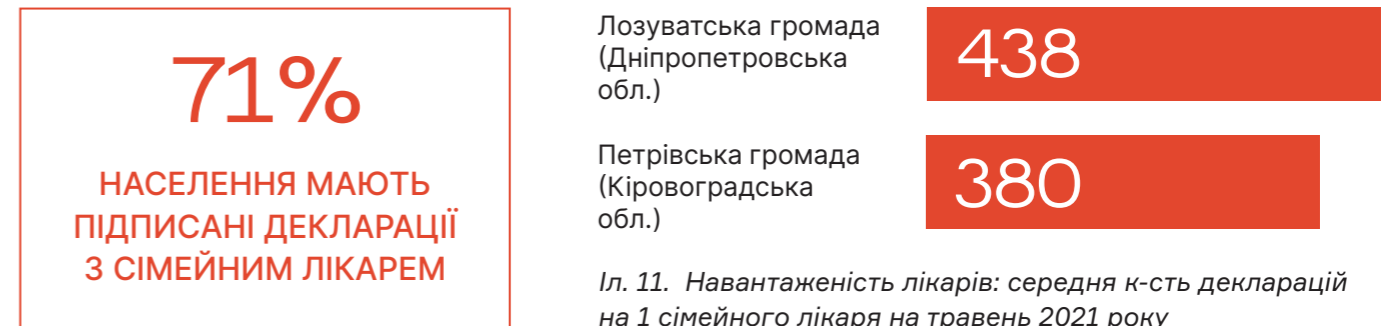 71%
НАСЕЛЕННЯ МАЮТЬ
ПІДПИСАНІ ДЕКЛАРАЦІЇ
З СІМЕЙНИМ ЛІКАРЕМ
Лозуватська громада
(Дніпропетровська
обл.)
438
Петрівська громада
(Кіровоградська
обл.)
380
Іл. 11. Навантаженість лікарів: середня к-сть декларацій
на 1 сімейного лікаря на травень 2021 року